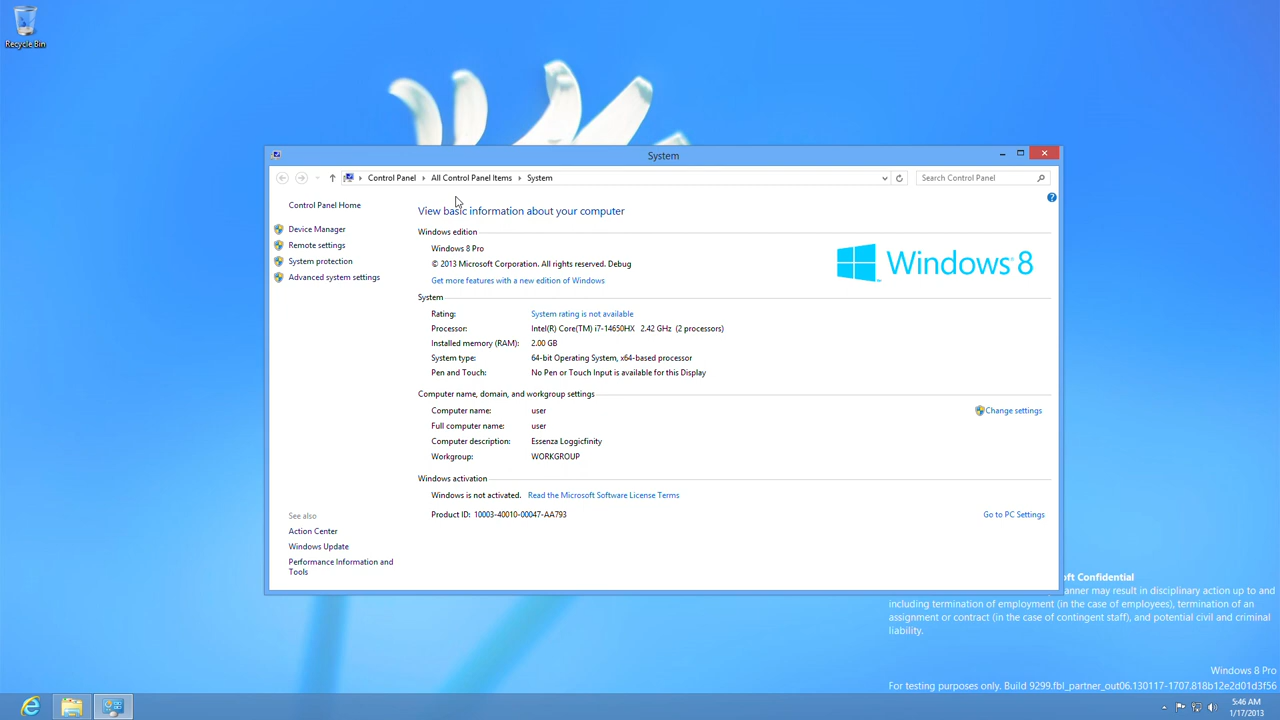 Recycle Bin
System
Control Panel All Control Panel Items System
Search Control Panel
Control Panel Home
Device Manager
Remote settings
System protection
Advanced system settings
See also
Action Center
Windows Update
Performance Information and
Tools
View basic information about your computer
Windows edition
Windows 8 Pro
© 2013 Microsoft Corporation. All rights reserved. Debug
Get more features with a new edition of Windows
Windows 8
System
Rating: System rating is not available
Processor: Intel(R) Core(TM) i7-14650HX 2.42 GHz (2 processors)
Installed memory (RAM): 2.00 GB
System type: 64-bit Operating System, x64-based processor
Pen and Touch: No Pen or Touch Input is available for this Display
Computer name, domain, and workgroup settings
Computer name: user
Change settings
Full computer name: user
Computer description: Essenza Loggicfinity
Workgroup: WORKGROUP
Windows activation
Windows is not activated. Read the Microsoft Software License Terms
Product ID: 10003-40010-00047-AA793
Go to PC Settings
oft Confidential
anner may result in disciplinary action up to and
including termination of employment (in the case of employees), termination of an
assignment or contract (in the case of contingent staff), and potential civil and criminal
liability.
Windows 8 Pro
For testing purposes only. Build 9299.fbl_partner_out06.130117-1707.818b12e2d01d3f56
5:46 AM
1/17/2013